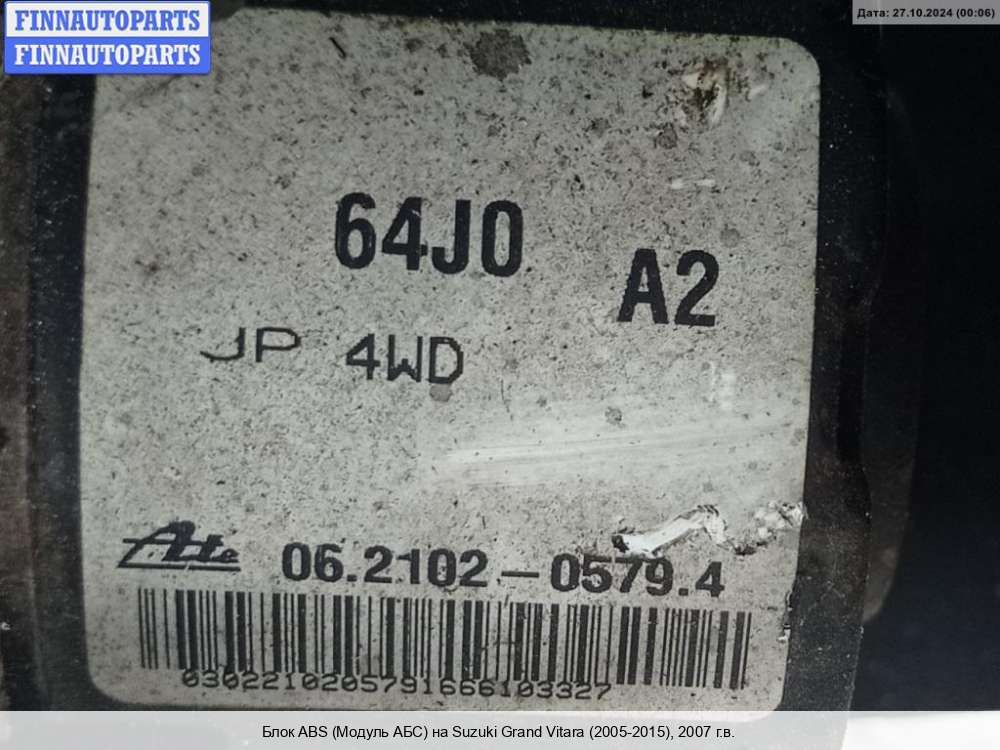 FINNAUTOPARTS
FINNAUTOPARTS
Дата: 27.10.2024 (00:06)
64J0
A2
JP 4WD
Ate 06.2102-0579.4
03022102057916661033​27
Блок ABS (Модуль АБС) на Suzuki Grand Vitara (2005-2015), 2007 г.в.